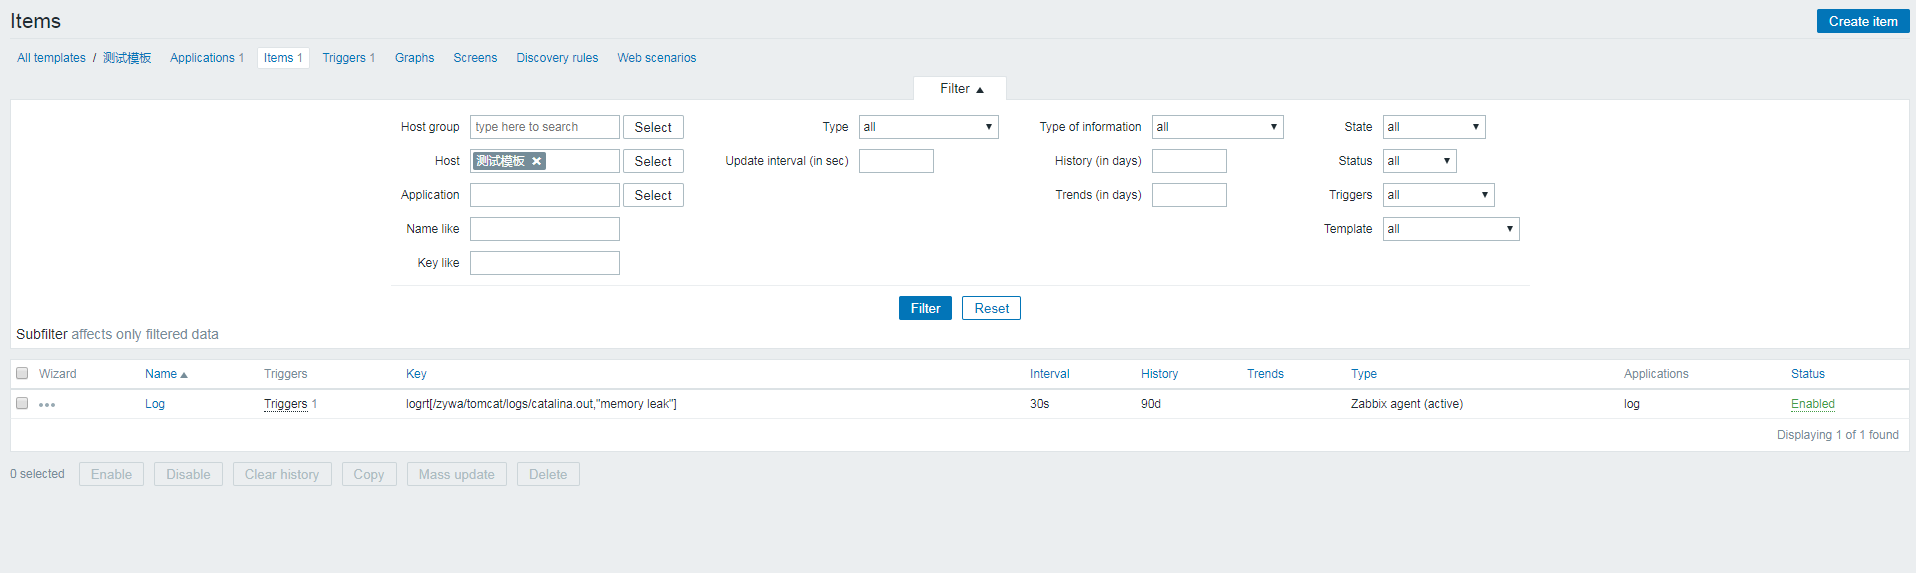 Items
Create item
All templates / 测试模板 Applications 1 Items 1 Triggers 1 Graphs Screens Discovery rules Web scenarios
Filter ▲
Host group type here to search Select Type all Type of information all State all
Host 测试模板 Select Update interval (in sec) History (in days) Status all
Application Select Trends (in days) Triggers all
Name like Template all
Key like
Filter Reset
Subfilter affects only filtered data
Wizard Name Triggers Key Interval History Trends Type Applications Status
Log Triggers 1 logrt[/zywa/tomcat/logs/catalina.out,"memory leak"] 30s 90d Zabbix agent (active) log Enabled
Displaying 1 of 1 found
0 selected Enable Disable Clear history Copy Mass update Delete